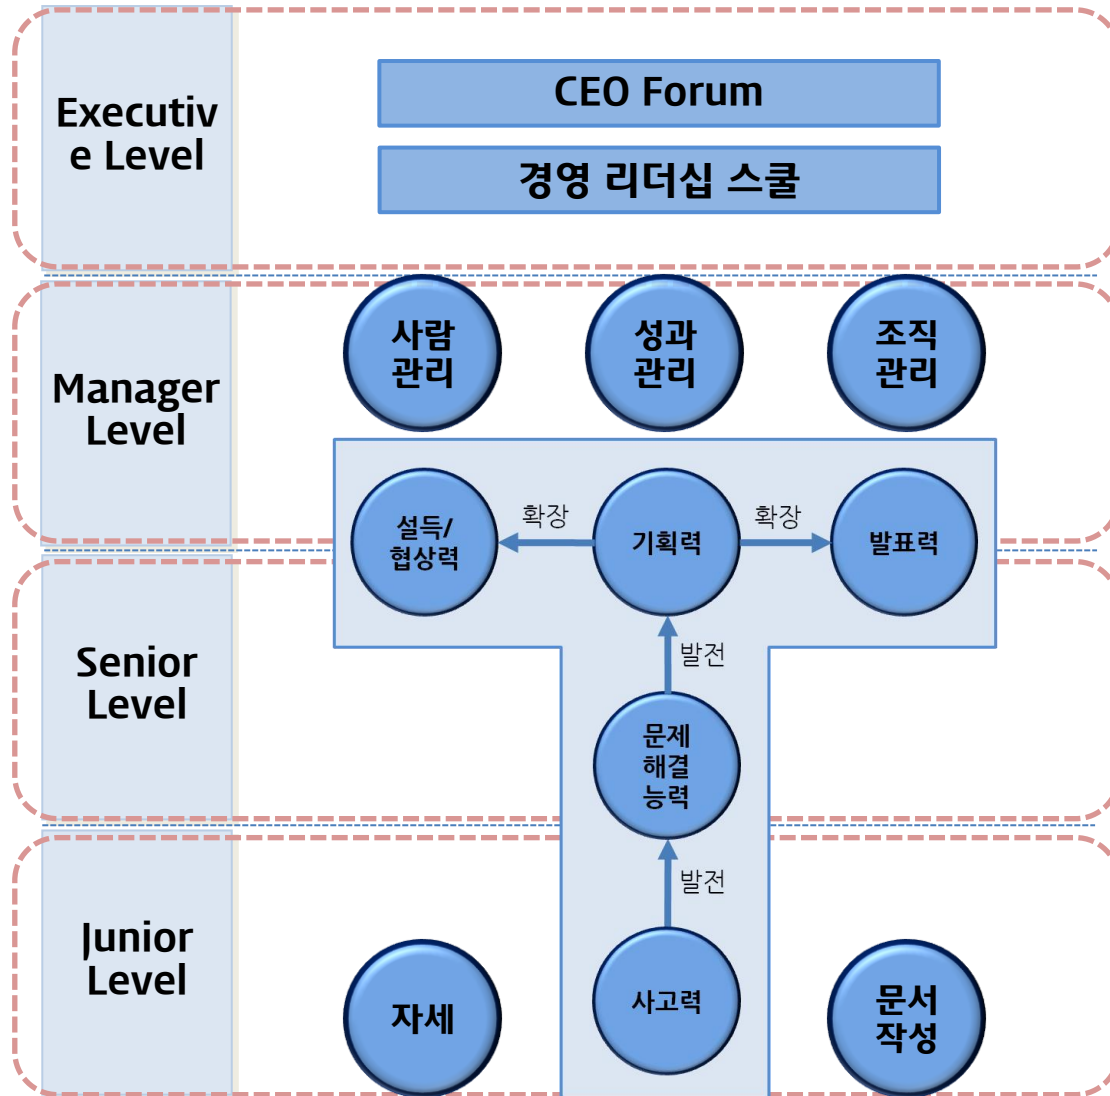 Executiv
e Level
CEO Forum
경영 리더십 스쿨
Manager
Level
사람
관리
성과
관리
조직
관리
설득/
협상력
확장
기획력
확장
발표력
Senior
Level
발전
문제
해결
능력
발전
Junior
Level
자세
사고력
문서
작성